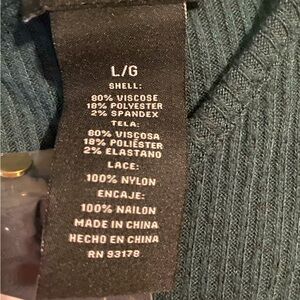 L/G
SHELL:
80% VISCOSE
18% POLYESTER
2% SPANDEX
TELA:
80% VISCOSA
18% POLIÉSTER
2% ELASTANO
LACE:
100% NYLON
ENCAJE:
100% NAILON
MADE IN CHINA
HECHO EN CHINA
RN 93178